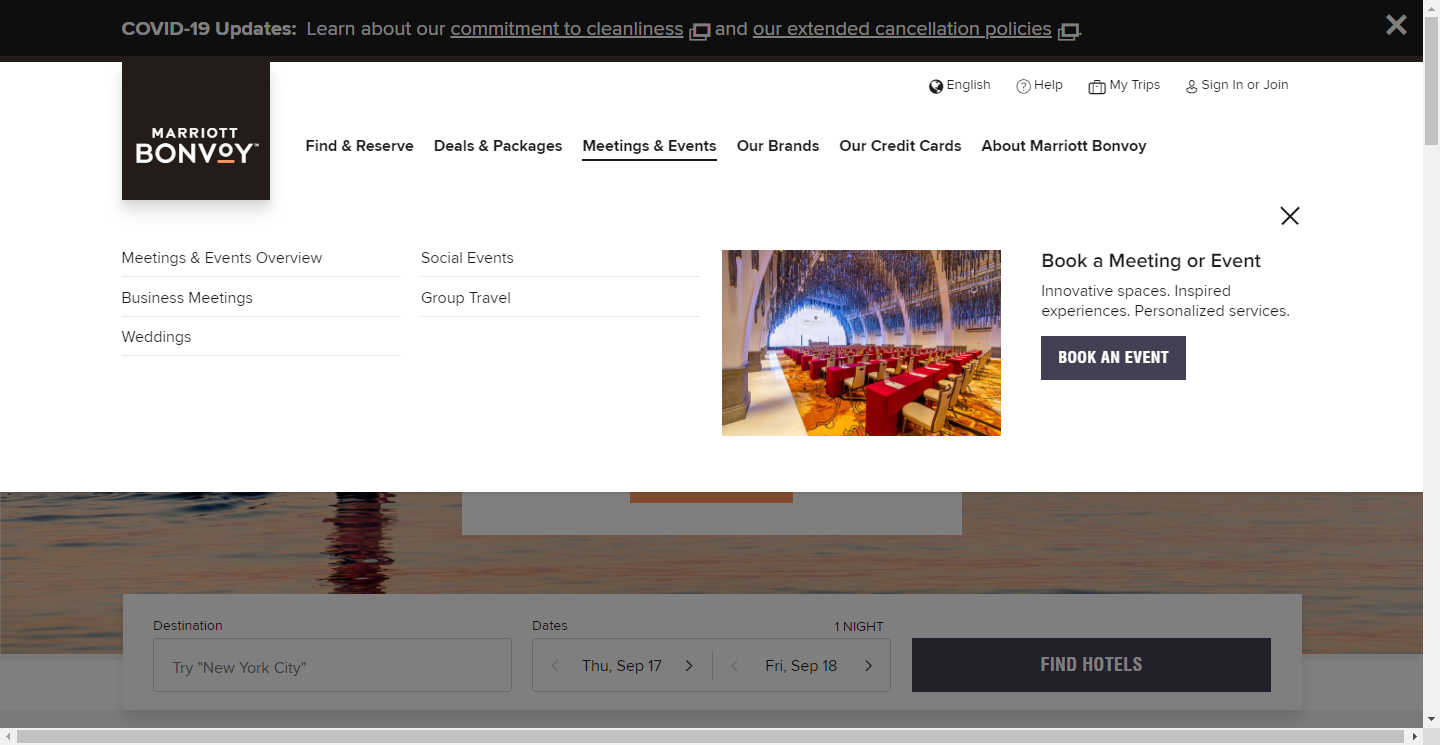 COVID-19 Updates: Learn about our commitment to cleanliness and our extended cancellation policies.
English
Help
My Trips
Sign In or Join
MARRIOTT
BONVOY™
Find & Reserve
Deals & Packages
Meetings & Events
Our Brands
Our Credit Cards
About Marriott Bonvoy
Meetings & Events Overview
Business Meetings
Weddings
Social Events
Group Travel
Book a Meeting or Event
Innovative spaces. Inspired
experiences. Personalized services.
BOOK AN EVENT
Destination
Try "New York City"
Dates
1 NIGHT
Thu, Sep 17
Fri, Sep 18
FIND HOTELS